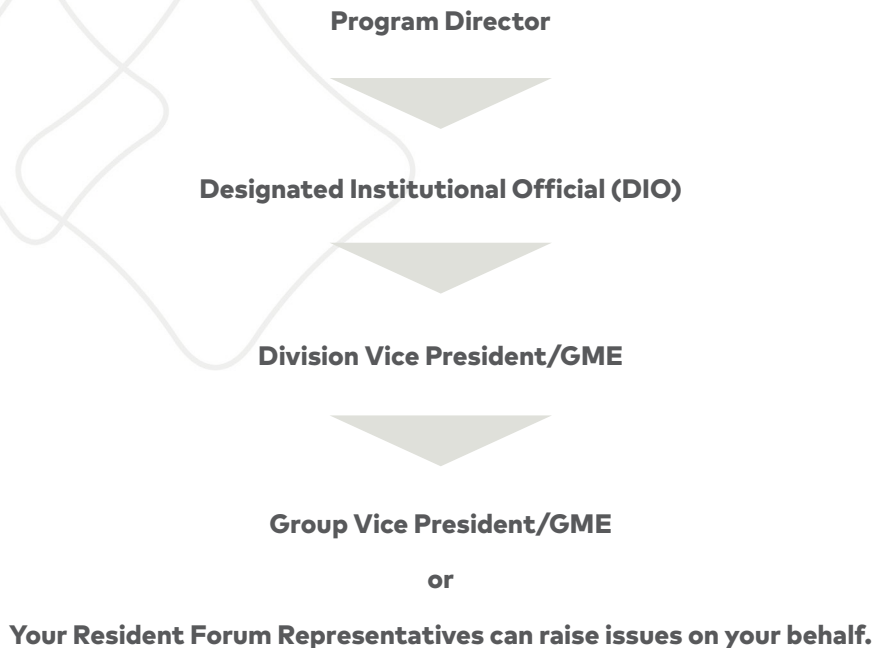 Program Director
Designated Institutional Official (DIO)
Division Vice President/GME
Group Vice President/GME
or
Your Resident Forum Representatives can raise issues on your behalf.